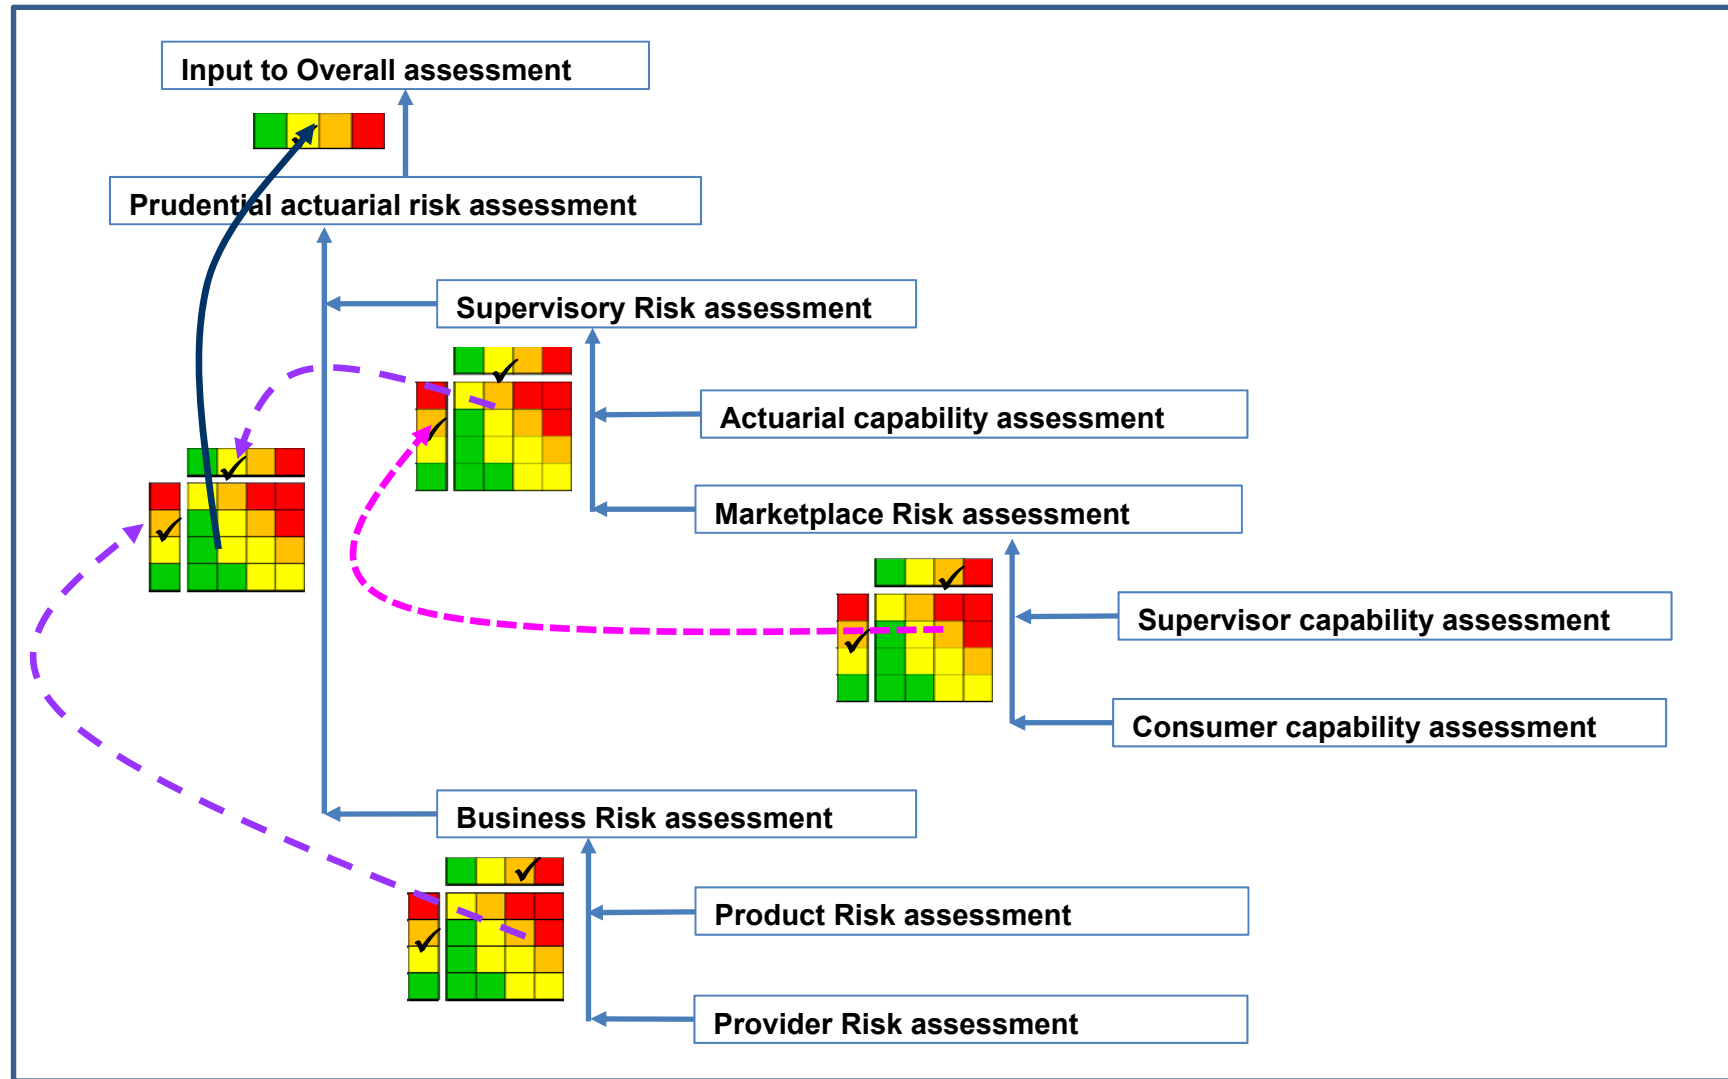 Input to Overall assessment
Prudential actuarial risk assessment
Supervisory Risk assessment
Actuarial capability assessment
Marketplace Risk assessment
Supervisor capability assessment
Consumer capability assessment
Business Risk assessment
Product Risk assessment
Provider Risk assessment